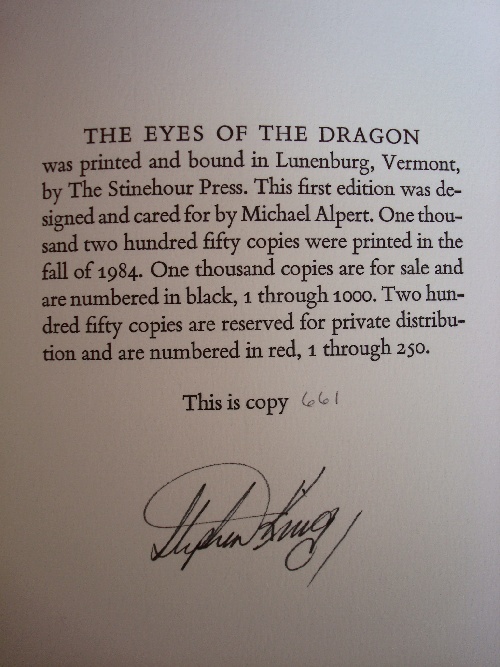 THE EYES OF THE DRAGON
was printed and bound in Lunenburg, Vermont,
by The Stinehour Press. This first edition was de-
signed and cared for by Michael Alpert. One thou-
sand two hundred fifty copies were printed in the
fall of 1984. One thousand copies are for sale and
are numbered in black, 1 through 1000. Two hun-
dred fifty copies are reserved for private distribu-
tion and are numbered in red, 1 through 250.
This is copy 661
Stephen King